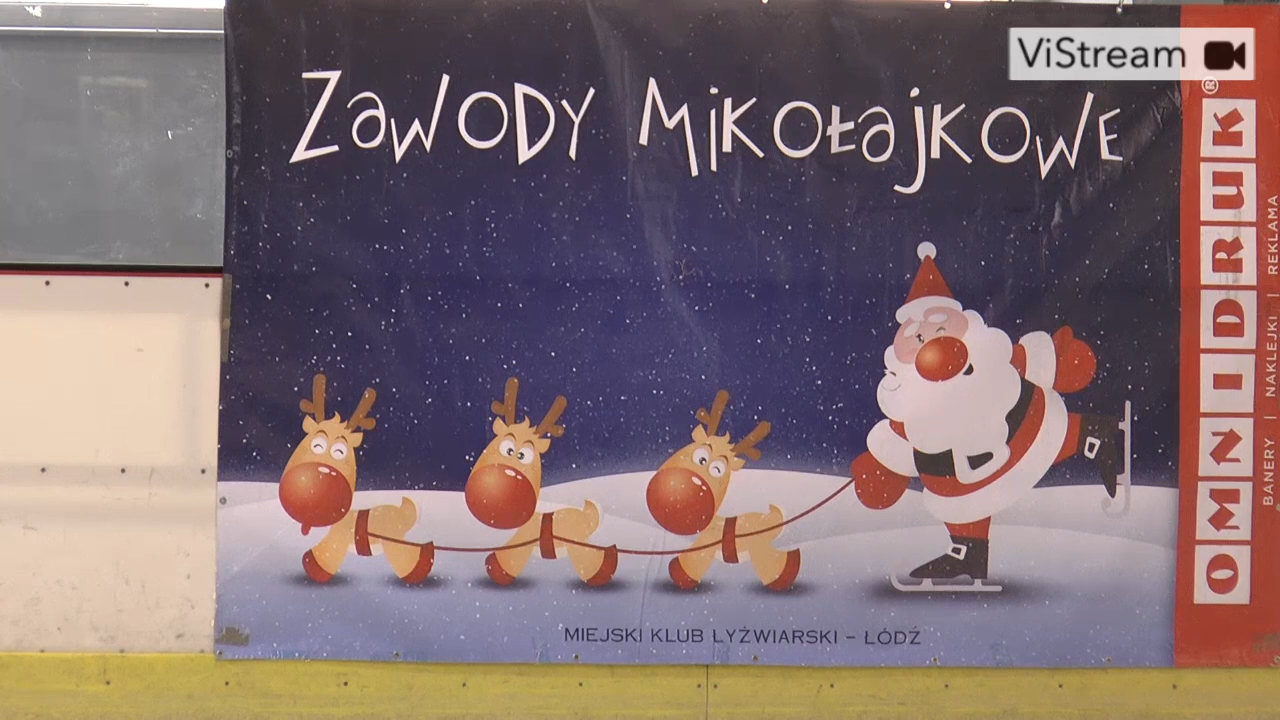 ViStream
ZaWODY MiKOŁajKOWE
MIEJSKI KLUB ŁYŻWIARSKI – ŁÓDŹ
OMNIDRUK®
BANERY | NAKLEJKI | REKLAMA